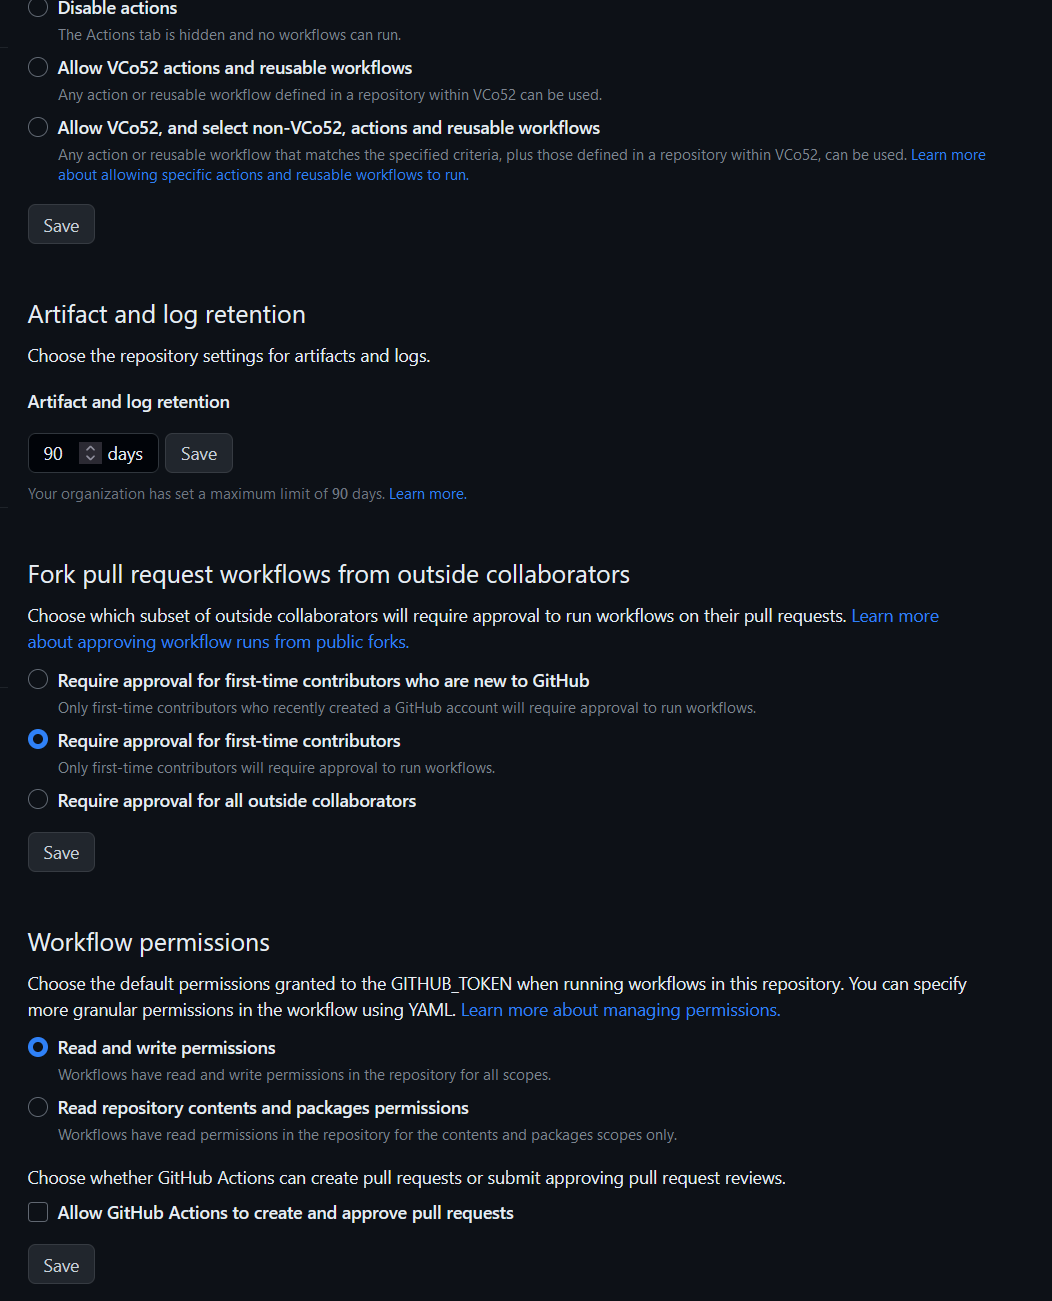 Disable actions
The Actions tab is hidden and no workflows can run.
Allow VCo52 actions and reusable workflows
Any action or reusable workflow defined in a repository within VCo52 can be used.
Allow VCo52, and select non-VCo52, actions and reusable workflows
Any action or reusable workflow that matches the specified criteria, plus those defined in a repository within VCo52, can be used. Learn more
about allowing specific actions and reusable workflows to run.
Save
Artifact and log retention
Choose the repository settings for artifacts and logs.
Artifact and log retention
90 days Save
Your organization has set a maximum limit of 90 days. Learn more.
Fork pull request workflows from outside collaborators
Choose which subset of outside collaborators will require approval to run workflows on their pull requests. Learn more
about approving workflow runs from public forks.
Require approval for first-time contributors who are new to GitHub
Only first-time contributors who recently created a GitHub account will require approval to run workflows.
Require approval for first-time contributors
Only first-time contributors will require approval to run workflows.
Require approval for all outside collaborators
Save
Workflow permissions
Choose the default permissions granted to the GITHUB_TOKEN when running workflows in this repository. You can specify
more granular permissions in the workflow using YAML. Learn more about managing permissions.
Read and write permissions
Workflows have read and write permissions in the repository for all scopes.
Read repository contents and packages permissions
Workflows have read permissions in the repository for the contents and packages scopes only.
Choose whether GitHub Actions can create pull requests or submit approving pull request reviews.
Allow GitHub Actions to create and approve pull requests
Save